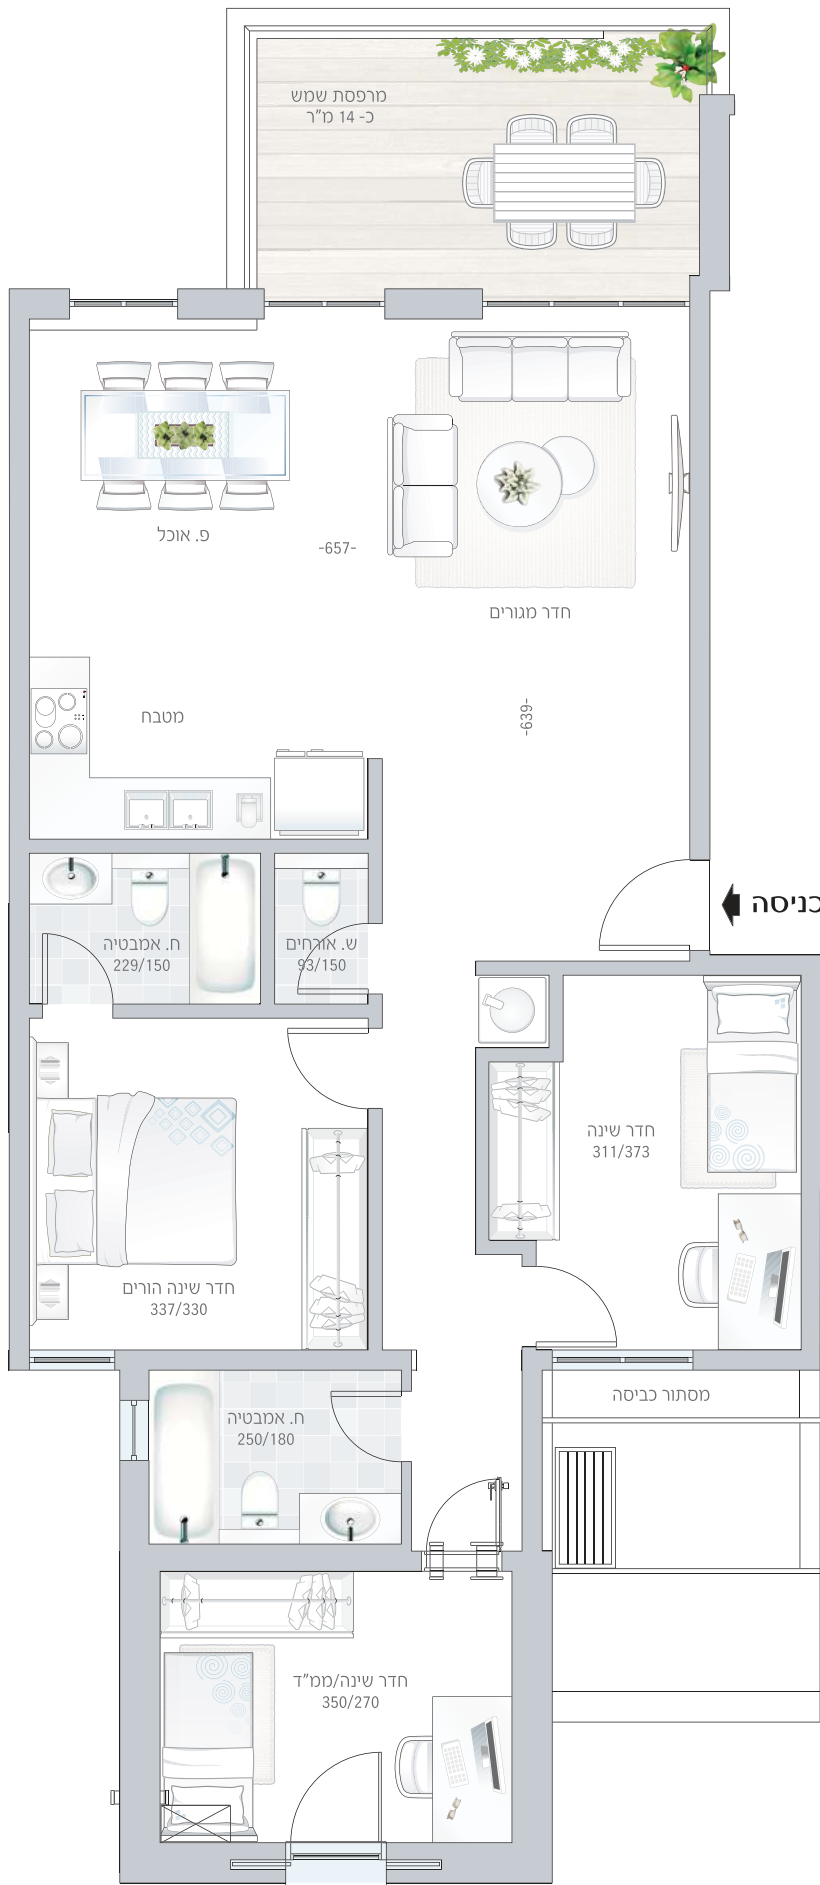 מרפסת שמש
כ- 14 מ"ר
פ. אוכל
-657-
חדר מגורים
-639-
מטבח
כניסה
ח. אמבטיה
229/150
ש. אורחים
93/150
חדר שינה
311/373
חדר שינה הורים
337/330
מסתור כביסה
ח. אמבטיה
250/180
חדר שינה/ממ"ד
350/270